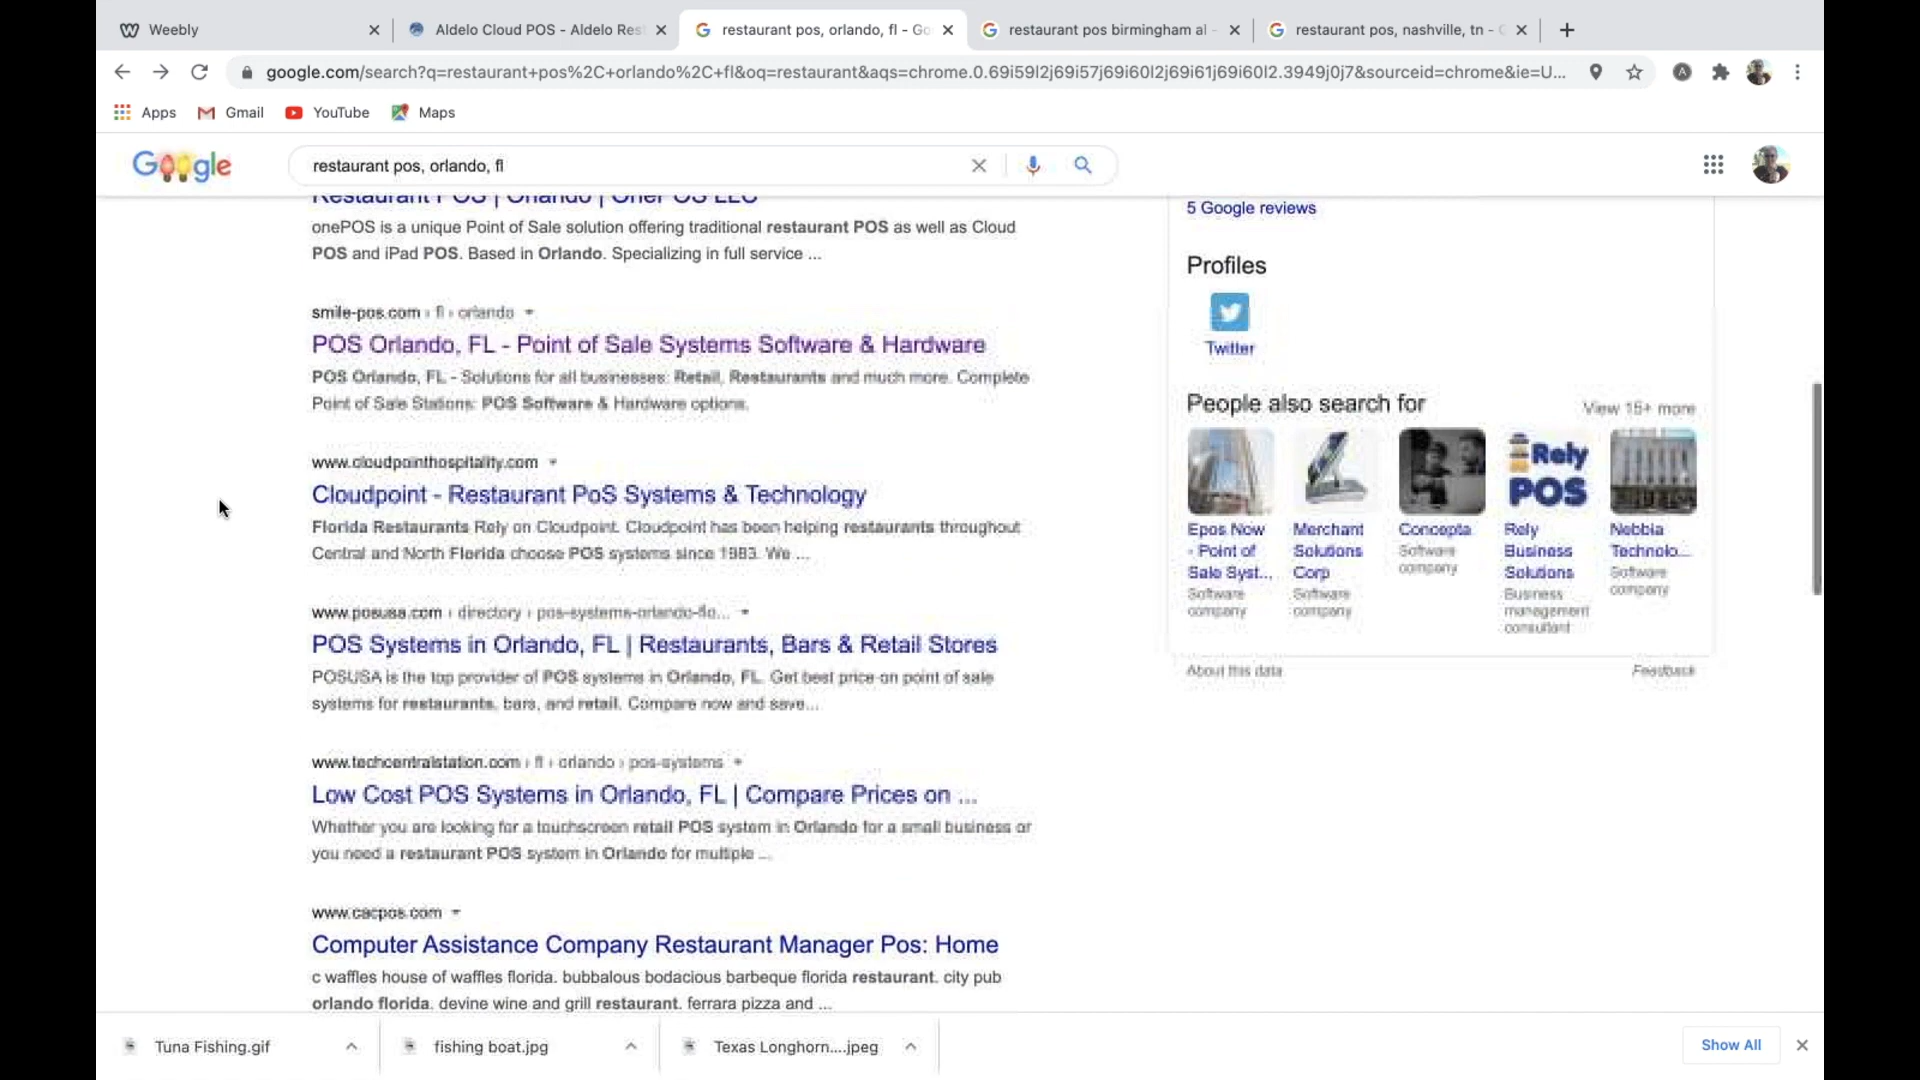 Weebly
Aldelo Cloud POS - Aldelo Res
restaurant pos, orlando, fl - Go
restaurant pos birmingham al -
restaurant pos, nashville, tn - G
google.com/search?q=restaurant+pos%2C+orlando%2C+fl&oq=restaurant&aqs=chrome.0.69i59l2j69i57j69i60l2j69i61j69i60l2.3949j0j7&sourceid=chrome&ie=U...
A
Apps
Gmail
YouTube
Maps
Google
restaurant pos, orlando, fl
Restaurant POS | Orlando | OnePOS LLC
onePOS is a unique Point of Sale solution offering traditional restaurant POS as well as Cloud
POS and iPad POS. Based in Orlando. Specializing in full service ...
smile-pos.com › fl › orlando
POS Orlando, FL - Point of Sale Systems Software & Hardware
POS Orlando, FL - Solutions for all businesses: Retail, Restaurants and much more. Complete
Point of Sale Stations: POS Software & Hardware options.
www.cloudpointhospitality.com
Cloudpoint - Restaurant PoS Systems & Technology
Florida Restaurants Rely on Cloudpoint. Cloudpoint has been helping restaurants throughout
Central and North Florida choose POS systems since 1983. We ...
www.posusa.com › directory › pos-systems-orlando-flo...
POS Systems in Orlando, FL | Restaurants, Bars & Retail Stores
POSUSA is the top provider of POS systems in Orlando, FL. Get best price on point of sale
systems for restaurants, bars, and retail. Compare now and save...
www.techcentralstation.com › fl › orlando › pos-systems
Low Cost POS Systems in Orlando, FL | Compare Prices on ...
Whether you are looking for a touchscreen retail POS system in Orlando for a small business or
you need a restaurant POS system in Orlando for multiple ...
www.cacpos.com
Computer Assistance Company Restaurant Manager Pos: Home
c waffles house of waffles florida. bubbalous bodacious barbeque florida restaurant. city pub
orlando florida. devine wine and grill restaurant. ferrara pizza and ...
5 Google reviews
Profiles
Twitter
People also search for
View 15+ more
Rely
POS
Epos Now
- Point of
Sale Syst...
Software
company
Merchant
Solutions
Corp
Software
company
Concepta
Software
company
Rely
Business
Solutions
Business
management
consultant
Nebbia
Technolo...
Software
company
About this data
Feedback
Tuna Fishing.gif
fishing boat.jpg
Texas Longhorn....jpeg
Show All